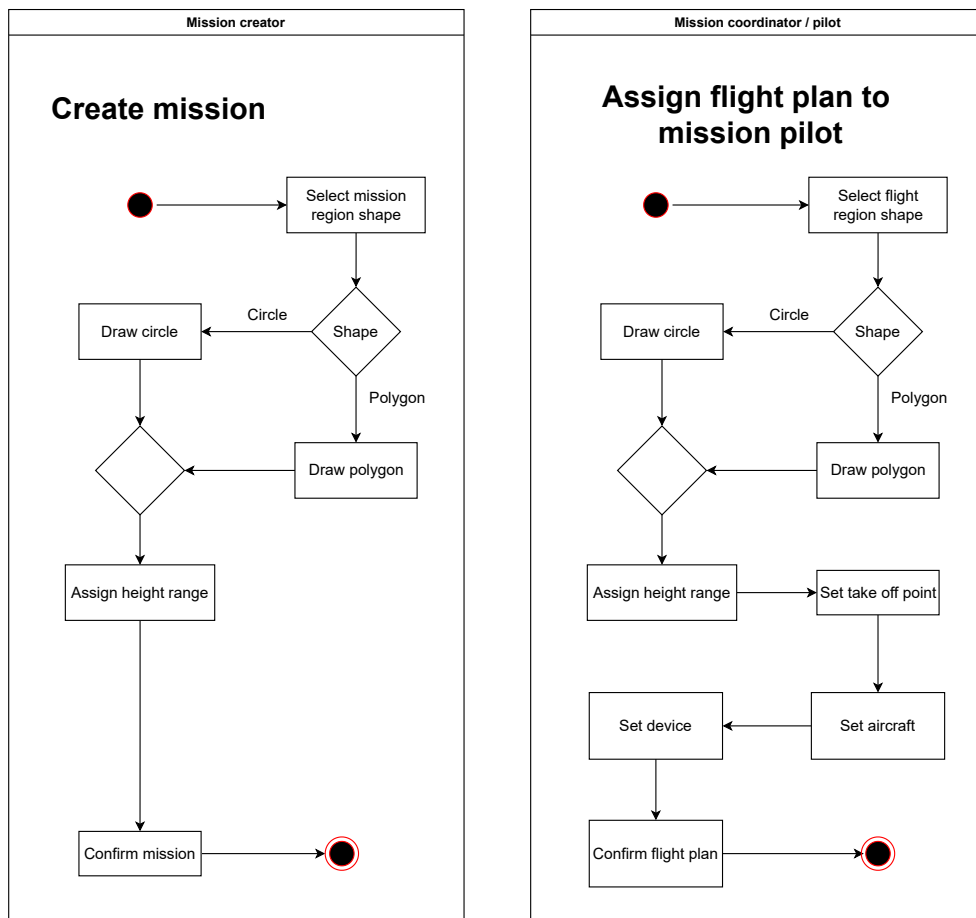 Mission creator
Create mission
Select mission
region shape
Shape
Circle
Draw circle
Polygon
Draw polygon
Assign height range
Confirm mission
Mission coordinator / pilot
Assign flight plan to
mission pilot
Select flight
region shape
Shape
Circle
Draw circle
Polygon
Draw polygon
Assign height range
Set take off point
Set aircraft
Set device
Confirm flight plan